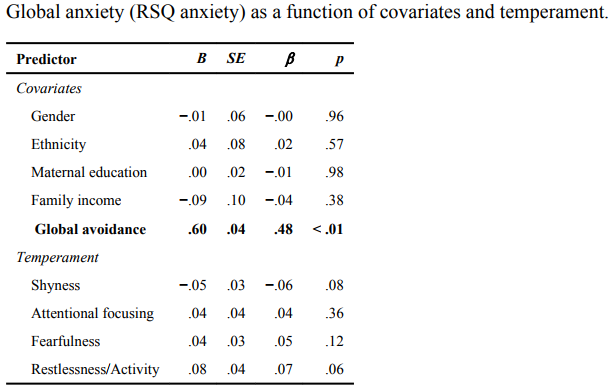 Global anxiety (RSQ anxiety) as a function of covariates and temperament.
Predictor B SE β p
Covariates
Gender −.01 .06 −.00 .96
Ethnicity .04 .08 .02 .57
Maternal education .00 .02 −.01 .98
Family income −.09 .10 −.04 .38
Global avoidance .60 .04 .48 < .01
Temperament
Shyness −.05 .03 −.06 .08
Attentional focusing .04 .04 .04 .36
Fearfulness .04 .03 .05 .12
Restlessness/Activity .08 .04 .07 .06